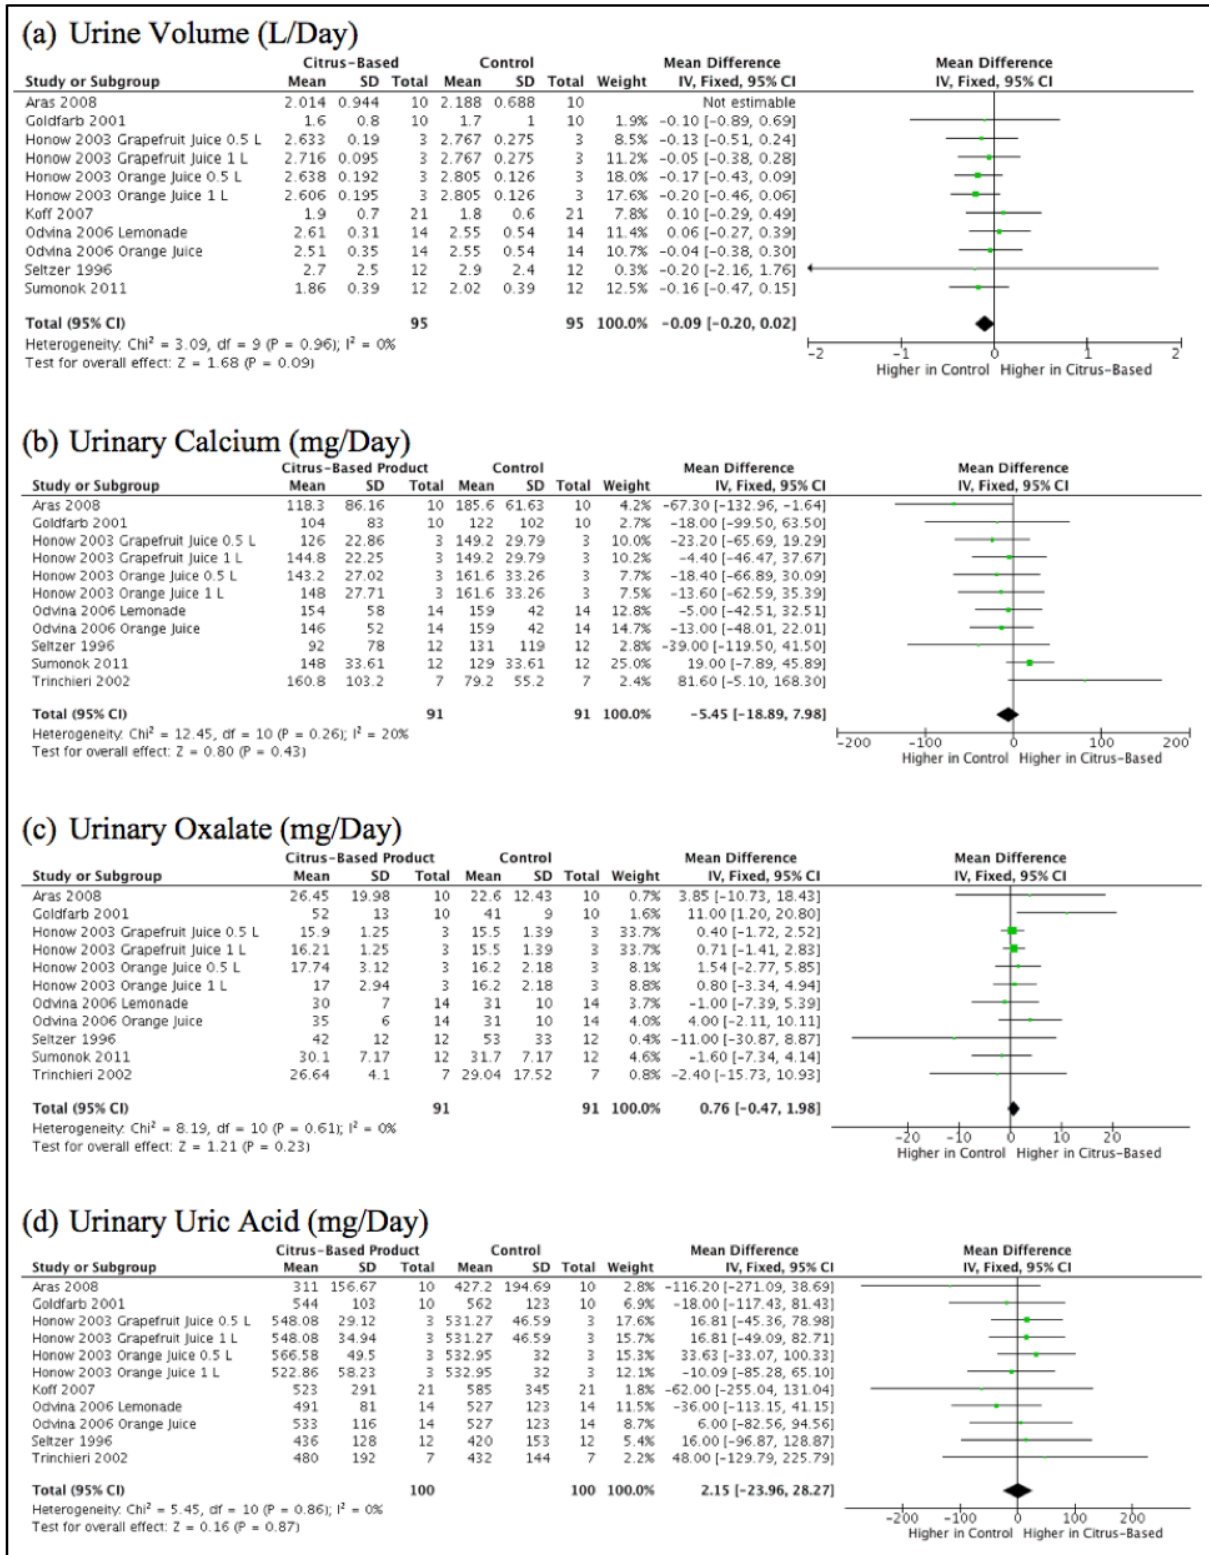 (a) Urine Volume (L/Day)
Citrus-Based Control Mean Difference Mean Difference
Study or Subgroup Mean SD Total Mean SD Total Weight IV, Fixed, 95% CI IV, Fixed, 95% CI
Aras 2008 2.014 0.944 10 2.188 0.688 10 Not estimable
Goldfarb 2001 1.6 0.8 10 1.7 1 10 1.9% -0.10 [-0.89, 0.69]
Honow 2003 Grapefruit Juice 0.5 L 2.633 0.19 3 2.767 0.275 3 8.5% -0.13 [-0.51, 0.24]
Honow 2003 Grapefruit Juice 1 L 2.716 0.095 3 2.767 0.275 3 11.2% -0.05 [-0.38, 0.28]
Honow 2003 Orange Juice 0.5 L 2.638 0.192 3 2.805 0.126 3 18.0% -0.17 [-0.43, 0.09]
Honow 2003 Orange Juice 1 L 2.606 0.195 3 2.805 0.126 3 17.6% -0.20 [-0.46, 0.06]
Koff 2007 1.9 0.7 21 1.8 0.6 21 7.8% 0.10 [-0.29, 0.49]
Odvina 2006 Lemonade 2.61 0.31 14 2.55 0.54 14 11.4% 0.06 [-0.27, 0.39]
Odvina 2006 Orange Juice 2.51 0.35 14 2.55 0.54 14 10.7% -0.04 [-0.38, 0.30]
Seltzer 1996 2.7 2.5 12 2.9 2.4 12 0.3% -0.20 [-2.16, 1.76]
Sumonok 2011 1.86 0.39 12 2.02 0.39 12 12.5% -0.16 [-0.47, 0.15]
Total (95% CI) 95 95 100.0% -0.09 [-0.20, 0.02]
Heterogeneity: Chi² = 3.09, df = 9 (P = 0.96); I² = 0%
Test for overall effect: Z = 1.68 (P = 0.09)
-2 -1 0 1 2
Higher in Control Higher in Citrus-Based
(b) Urinary Calcium (mg/Day)
Citrus-Based Product Control Mean Difference Mean Difference
Study or Subgroup Mean SD Total Mean SD Total Weight IV, Fixed, 95% CI IV, Fixed, 95% CI
Aras 2008 118.3 86.16 10 185.6 61.63 10 4.2% -67.30 [-132.96, -1.64]
Goldfarb 2001 104 83 10 122 102 10 2.7% -18.00 [-99.50, 63.50]
Honow 2003 Grapefruit Juice 0.5 L 126 22.86 3 149.2 29.79 3 10.0% -23.20 [-65.69, 19.29]
Honow 2003 Grapefruit Juice 1 L 144.8 22.25 3 149.2 29.79 3 10.2% -4.40 [-46.47, 37.67]
Honow 2003 Orange Juice 0.5 L 143.2 27.02 3 161.6 33.26 3 7.7% -18.40 [-66.89, 30.09]
Honow 2003 Orange Juice 1 L 148 27.71 3 161.6 33.26 3 7.5% -13.60 [-62.59, 35.39]
Odvina 2006 Lemonade 154 58 14 159 42 14 12.8% -5.00 [-42.51, 32.51]
Odvina 2006 Orange Juice 146 52 14 159 42 14 14.7% -13.00 [-48.01, 22.01]
Seltzer 1996 92 78 12 131 119 12 2.8% -39.00 [-119.50, 41.50]
Sumonok 2011 148 33.61 12 129 33.61 12 25.0% 19.00 [-7.89, 45.89]
Trinchieri 2002 160.8 103.2 7 79.2 55.2 7 2.4% 81.60 [-5.10, 168.30]
Total (95% CI) 91 91 100.0% -5.45 [-18.89, 7.98]
Heterogeneity: Chi² = 12.45, df = 10 (P = 0.26); I² = 20%
Test for overall effect: Z = 0.80 (P = 0.43)
-200 -100 0 100 200
Higher in Control Higher in Citrus-Based
(c) Urinary Oxalate (mg/Day)
Citrus-Based Product Control Mean Difference Mean Difference
Study or Subgroup Mean SD Total Mean SD Total Weight IV, Fixed, 95% CI IV, Fixed, 95% CI
Aras 2008 26.45 19.98 10 22.6 12.43 10 0.7% 3.85 [-10.73, 18.43]
Goldfarb 2001 52 13 10 41 9 10 1.6% 11.00 [1.20, 20.80]
Honow 2003 Grapefruit Juice 0.5 L 15.9 1.25 3 15.5 1.39 3 33.7% 0.40 [-1.72, 2.52]
Honow 2003 Grapefruit Juice 1 L 16.21 1.25 3 15.5 1.39 3 33.7% 0.71 [-1.41, 2.83]
Honow 2003 Orange Juice 0.5 L 17.74 3.12 3 16.2 2.18 3 8.1% 1.54 [-2.77, 5.85]
Honow 2003 Orange Juice 1 L 17 2.94 3 16.2 2.18 3 8.8% 0.80 [-3.34, 4.94]
Odvina 2006 Lemonade 30 7 14 31 10 14 3.7% -1.00 [-7.39, 5.39]
Odvina 2006 Orange Juice 35 6 14 31 10 14 4.0% 4.00 [-2.11, 10.11]
Seltzer 1996 42 12 12 53 33 12 0.4% -11.00 [-30.87, 8.87]
Sumonok 2011 30.1 7.17 12 31.7 7.17 12 4.6% -1.60 [-7.34, 4.14]
Trinchieri 2002 26.64 4.1 7 29.04 17.52 7 0.8% -2.40 [-15.73, 10.93]
Total (95% CI) 91 91 100.0% 0.76 [-0.47, 1.98]
Heterogeneity: Chi² = 8.19, df = 10 (P = 0.61); I² = 0%
Test for overall effect: Z = 1.21 (P = 0.23)
-20 -10 0 10 20
Higher in Control Higher in Citrus-Based
(d) Urinary Uric Acid (mg/Day)
Citrus-Based Product Control Mean Difference Mean Difference
Study or Subgroup Mean SD Total Mean SD Total Weight IV, Fixed, 95% CI IV, Fixed, 95% CI
Aras 2008 311 156.67 10 427.2 194.69 10 2.8% -116.20 [-271.09, 38.69]
Goldfarb 2001 544 103 10 562 123 10 6.9% -18.00 [-117.43, 81.43]
Honow 2003 Grapefruit Juice 0.5 L 548.08 29.12 3 531.27 46.59 3 17.6% 16.81 [-45.36, 78.98]
Honow 2003 Grapefruit Juice 1 L 548.08 34.94 3 531.27 46.59 3 15.7% 16.81 [-49.09, 82.71]
Honow 2003 Orange Juice 0.5 L 566.58 49.5 3 532.95 32 3 15.3% 33.63 [-33.07, 100.33]
Honow 2003 Orange Juice 1 L 522.86 58.23 3 532.95 32 3 12.1% -10.09 [-85.28, 65.10]
Koff 2007 523 291 21 585 345 21 1.8% -62.00 [-255.04, 131.04]
Odvina 2006 Lemonade 491 81 14 527 123 14 11.5% -36.00 [-113.15, 41.15]
Odvina 2006 Orange Juice 533 116 14 527 123 14 8.7% 6.00 [-82.56, 94.56]
Seltzer 1996 436 128 12 420 153 12 5.4% 16.00 [-96.87, 128.87]
Trinchieri 2002 480 192 7 432 144 7 2.2% 48.00 [-129.79, 225.79]
Total (95% CI) 100 100 100.0% 2.15 [-23.96, 28.27]
Heterogeneity: Chi² = 5.45, df = 10 (P = 0.86); I² = 0%
Test for overall effect: Z = 0.16 (P = 0.87)
-200 -100 0 100 200
Higher in Control Higher in Citrus-Based